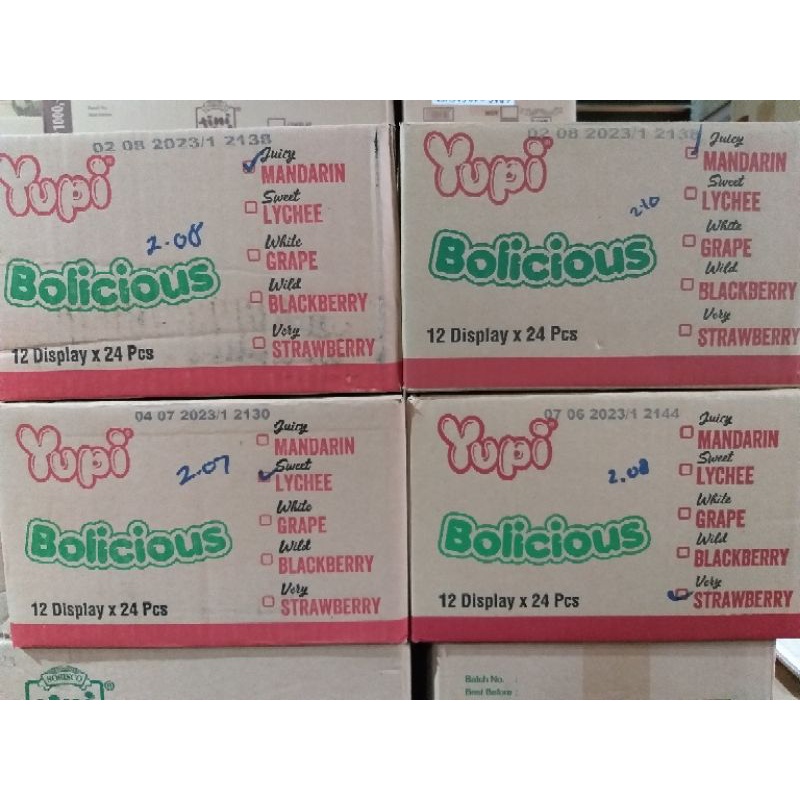 1000,
tini
02 08 2023/1 2138
Yupi
2.08
Bolicious
12 Display x 24 Pcs
Juicy
MANDARIN
Sweet
LYCHEE
White
GRAPE
Wild
BLACKBERRY
Very
STRAWBERRY
02 08 2023/1 2138
Yupi
2.10
Bolicious
12 Display x 24 Pcs
Juicy
MANDARIN
Sweet
LYCHEE
White
GRAPE
Wild
BLACKBERRY
Very
STRAWBERRY
04 07 2023/1 2130
Yupi
2.07
Bolicious
12 Display x 24 Pcs
Juicy
MANDARIN
Sweet
LYCHEE
White
GRAPE
Wild
BLACKBERRY
Very
STRAWBERRY
07 06 2023/1 2144
Yupi
2.08
Bolicious
12 Display x 24 Pcs
Juicy
MANDARIN
Sweet
LYCHEE
White
GRAPE
Wild
BLACKBERRY
Very
STRAWBERRY
tini
Batch No. :
Best Before :